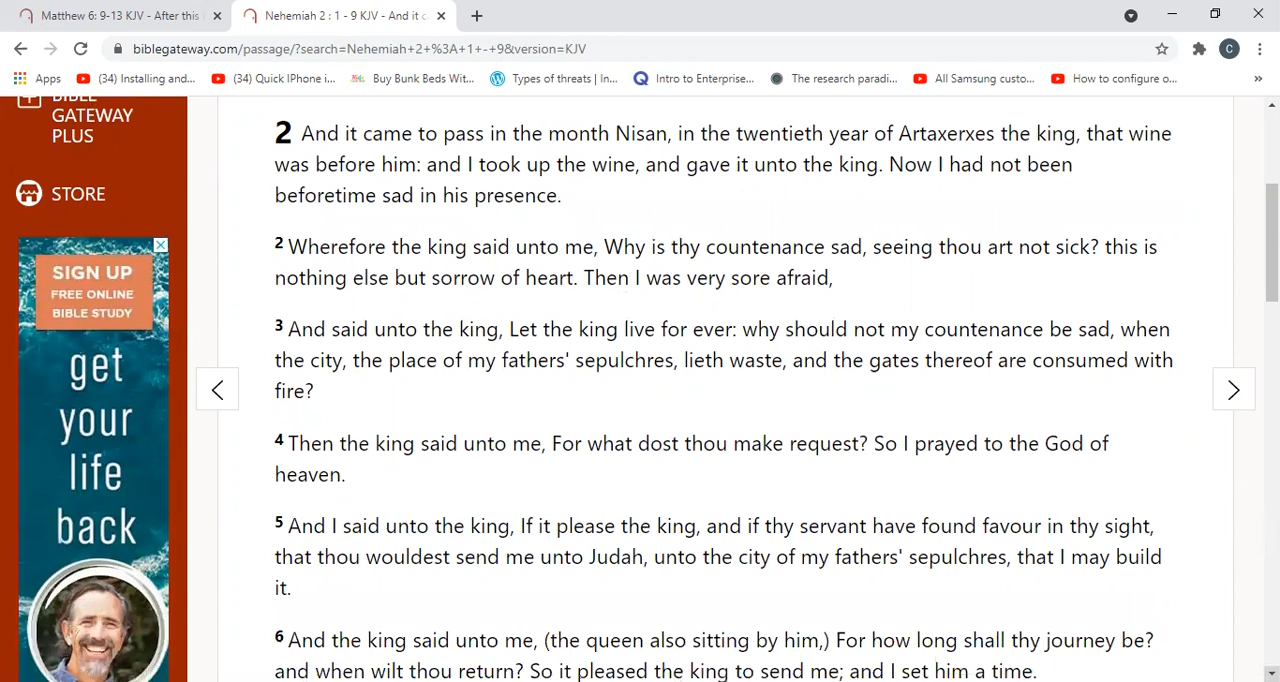 Matthew 6: 9-13 KJV - After this
Nehemiah 2 : 1 - 9 KJV - And it c
biblegateway.com/passage/?search=Nehemiah+2+%3A+1+-+9&version=KJV
C
Apps
(34) Installing and...
(34) Quick IPhone i...
Buy Bunk Beds Wit...
Types of threats | In...
Intro to Enterprise...
The research paradi...
All Samsung custo...
How to configure o...
»
BIBLE
GATEWAY
PLUS
STORE
SIGN UP
FREE ONLINE
BIBLE STUDY
get
your
life
back
2 And it came to pass in the month Nisan, in the twentieth year of Artaxerxes the king, that wine
was before him: and I took up the wine, and gave it unto the king. Now I had not been
beforetime sad in his presence.
2 Wherefore the king said unto me, Why is thy countenance sad, seeing thou art not sick? this is
nothing else but sorrow of heart. Then I was very sore afraid,
3 And said unto the king, Let the king live for ever: why should not my countenance be sad, when
the city, the place of my fathers' sepulchres, lieth waste, and the gates thereof are consumed with
fire?
4 Then the king said unto me, For what dost thou make request? So I prayed to the God of
heaven.
5 And I said unto the king, If it please the king, and if thy servant have found favour in thy sight,
that thou wouldest send me unto Judah, unto the city of my fathers' sepulchres, that I may build
it.
6 And the king said unto me, (the queen also sitting by him,) For how long shall thy journey be?
and when wilt thou return? So it pleased the king to send me; and I set him a time.